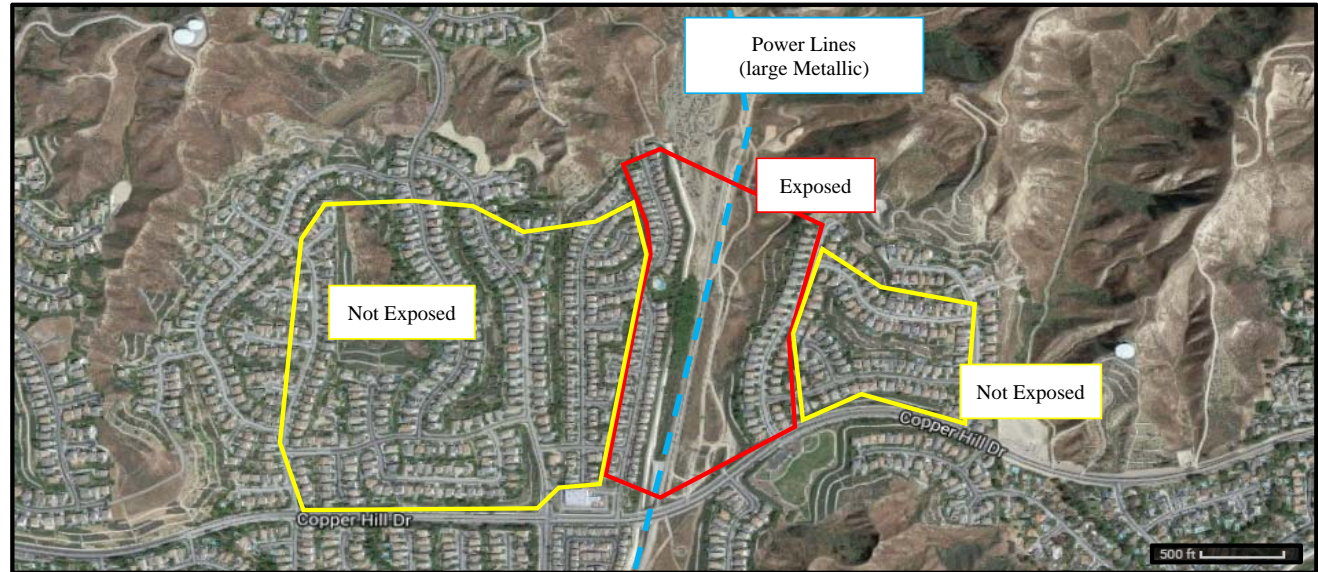 Power Lines
(large Metallic)
Exposed
Not Exposed
Not Exposed
Copper Hill Dr
Copper Hill Dr
500 ft